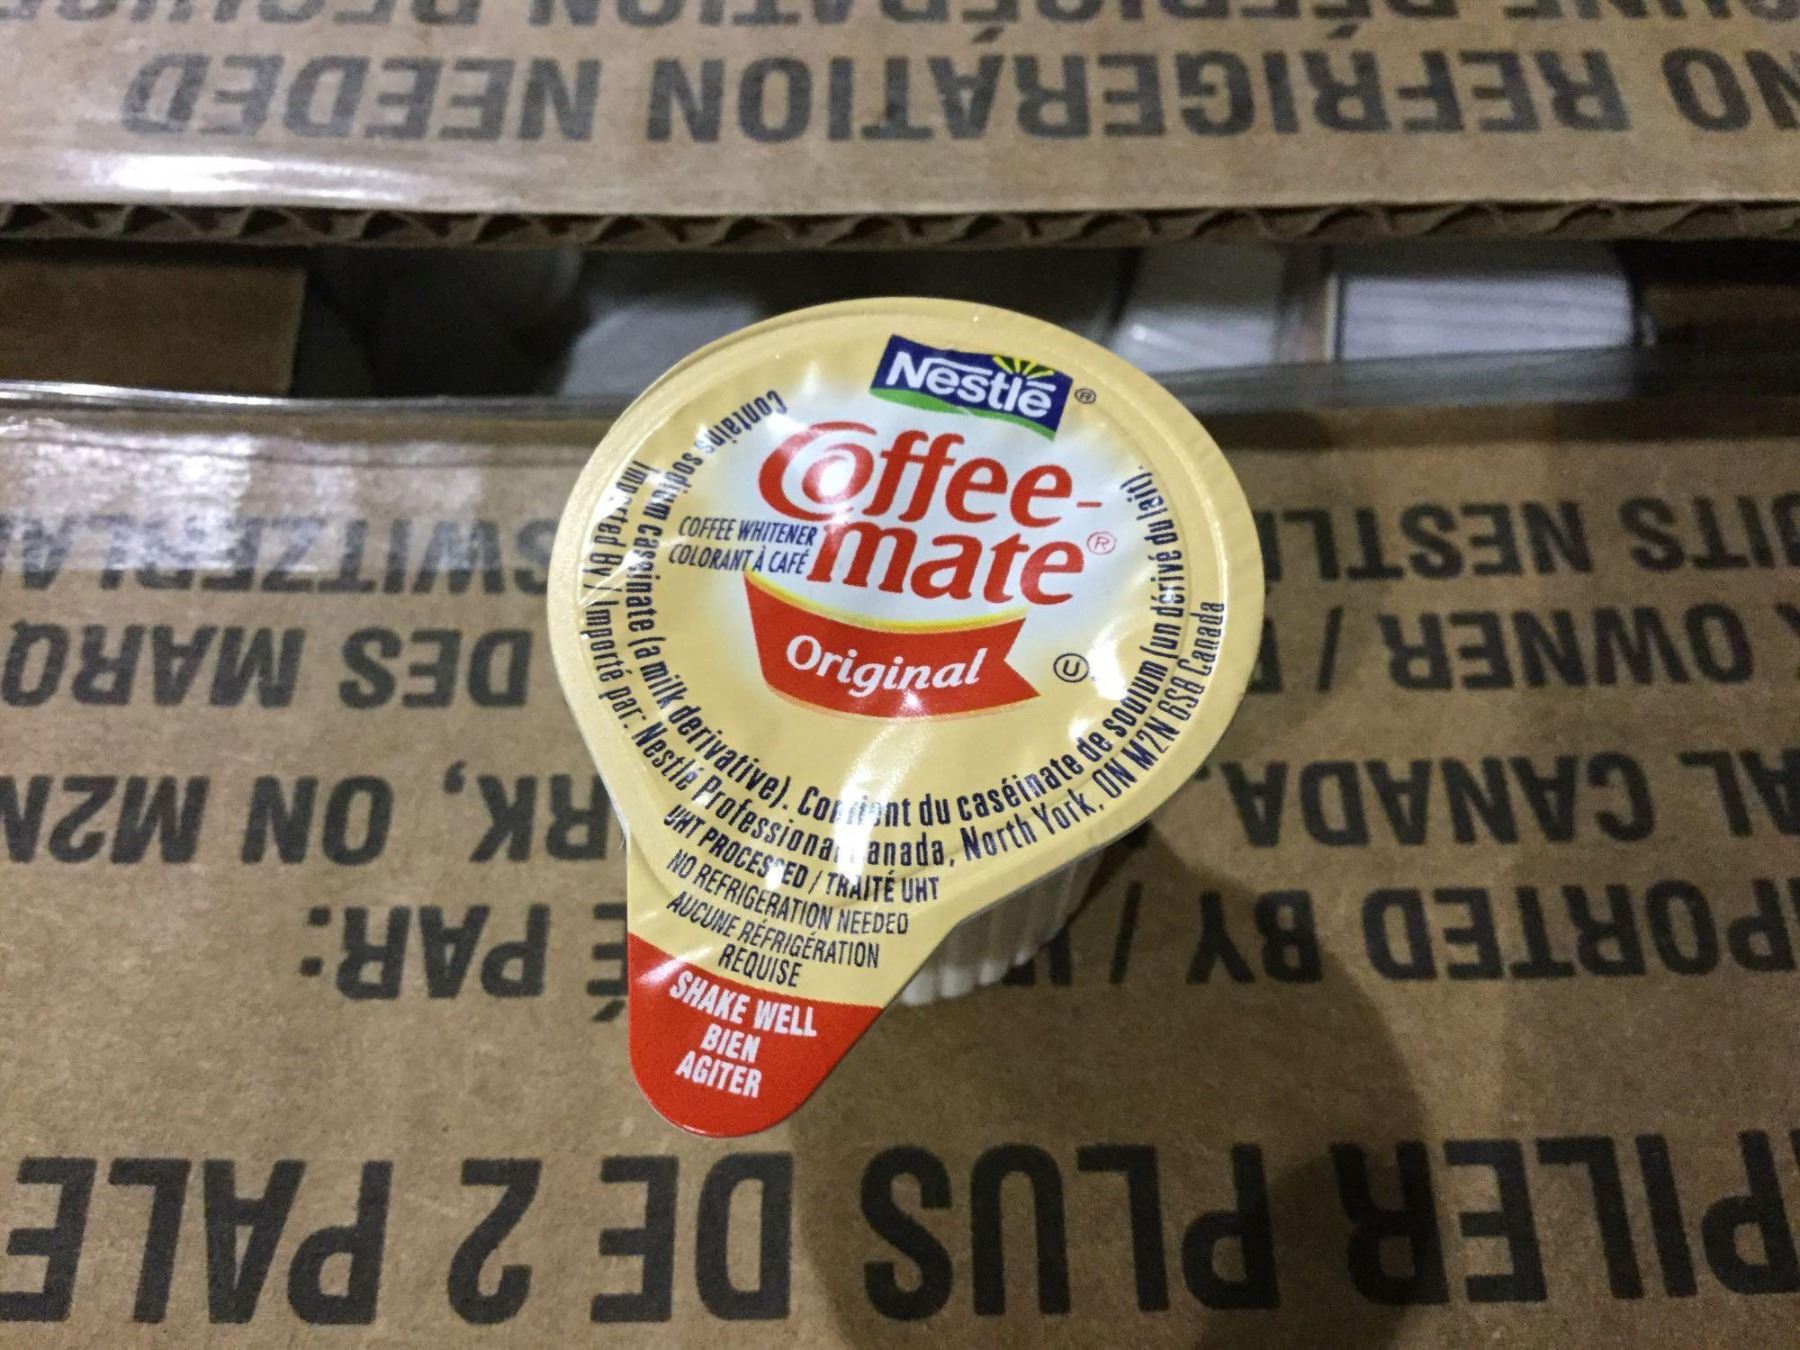 Nestlé®
Coffee-
mate®
COFFEE WHITENER
COLORANT À CAFÉ
Original
U
Contains sodium caseinate (a milk derivative). Contient du caséinate de sodium (un dérivé du lait).
Imported By / Importé par: Nestlé Professional Canada, North York, ON M2N 6S8 Canada
UHT PROCESSED / TRAITÉ UHT
NO REFRIGERATION NEEDED
AUCUNE RÉFRIGÉRATION
REQUISE
SHAKE WELL
BIEN
AGITER
PILER PLUS DE 2 PALE
PORTED BY / É PAR:
AL CANADA, RK, ON M2N
OWNER / DES MARQ
NESTL SWITZERLA
NO REFRIGERATION NEEDED